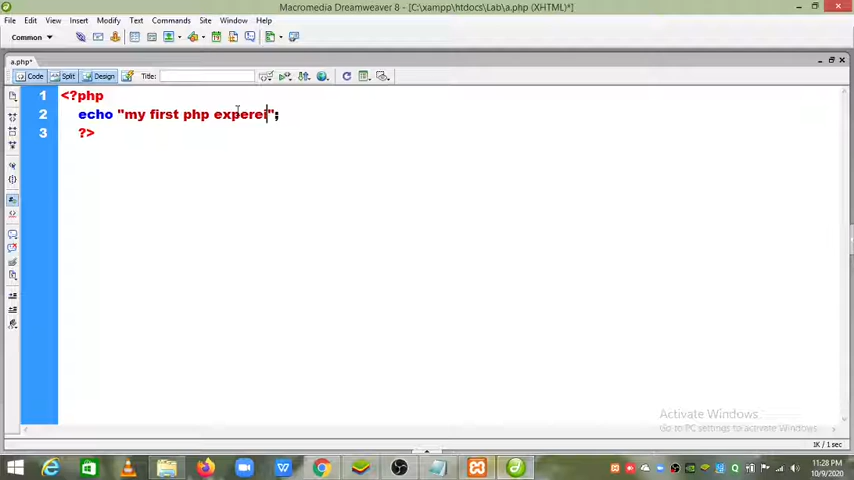 Macromedia Dreamweaver 8 - [C:\xampp\htdocs\Lab\a.php (XHTML)*]
File Edit View Insert Modify Text Commands Site Window Help
Common
a.php*
Code Split Design Title:
1 <?php
2 echo "my first php experei";
3 ?>
Activate Windows
Go to PC settings to activate Windows.
1K / 1 sec
11:28 PM
10/9/2020